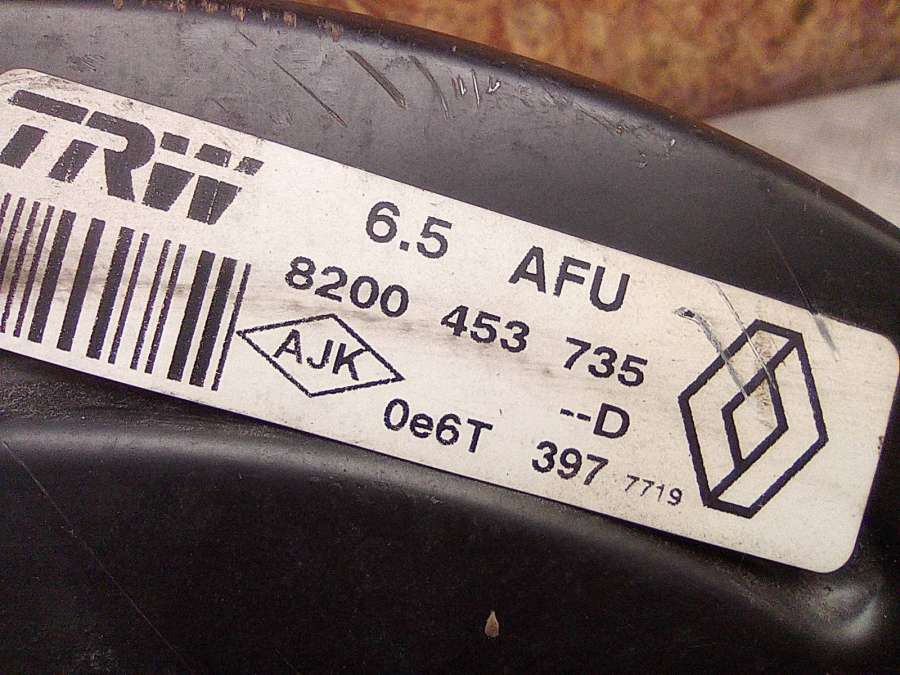 TRW
6.5 AFU
8200 453 735
AJK
--D
0e6T 397 7719